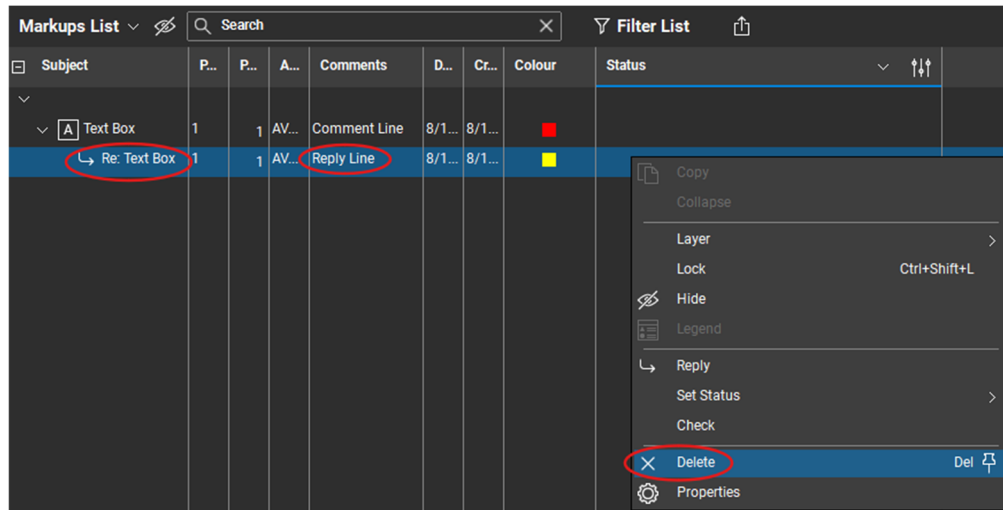 Markups List Search Filter List
Subject P... P... A... Comments D... Cr... Colour Status
A Text Box 1 1 AV... Comment Line 8/1... 8/1...
Re: Text Box 1 1 AV... Reply Line 8/1... 8/1...
Copy
Collapse
Layer
Lock Ctrl+Shift+L
Hide
Legend
Reply
Set Status
Check
Delete Del
Properties